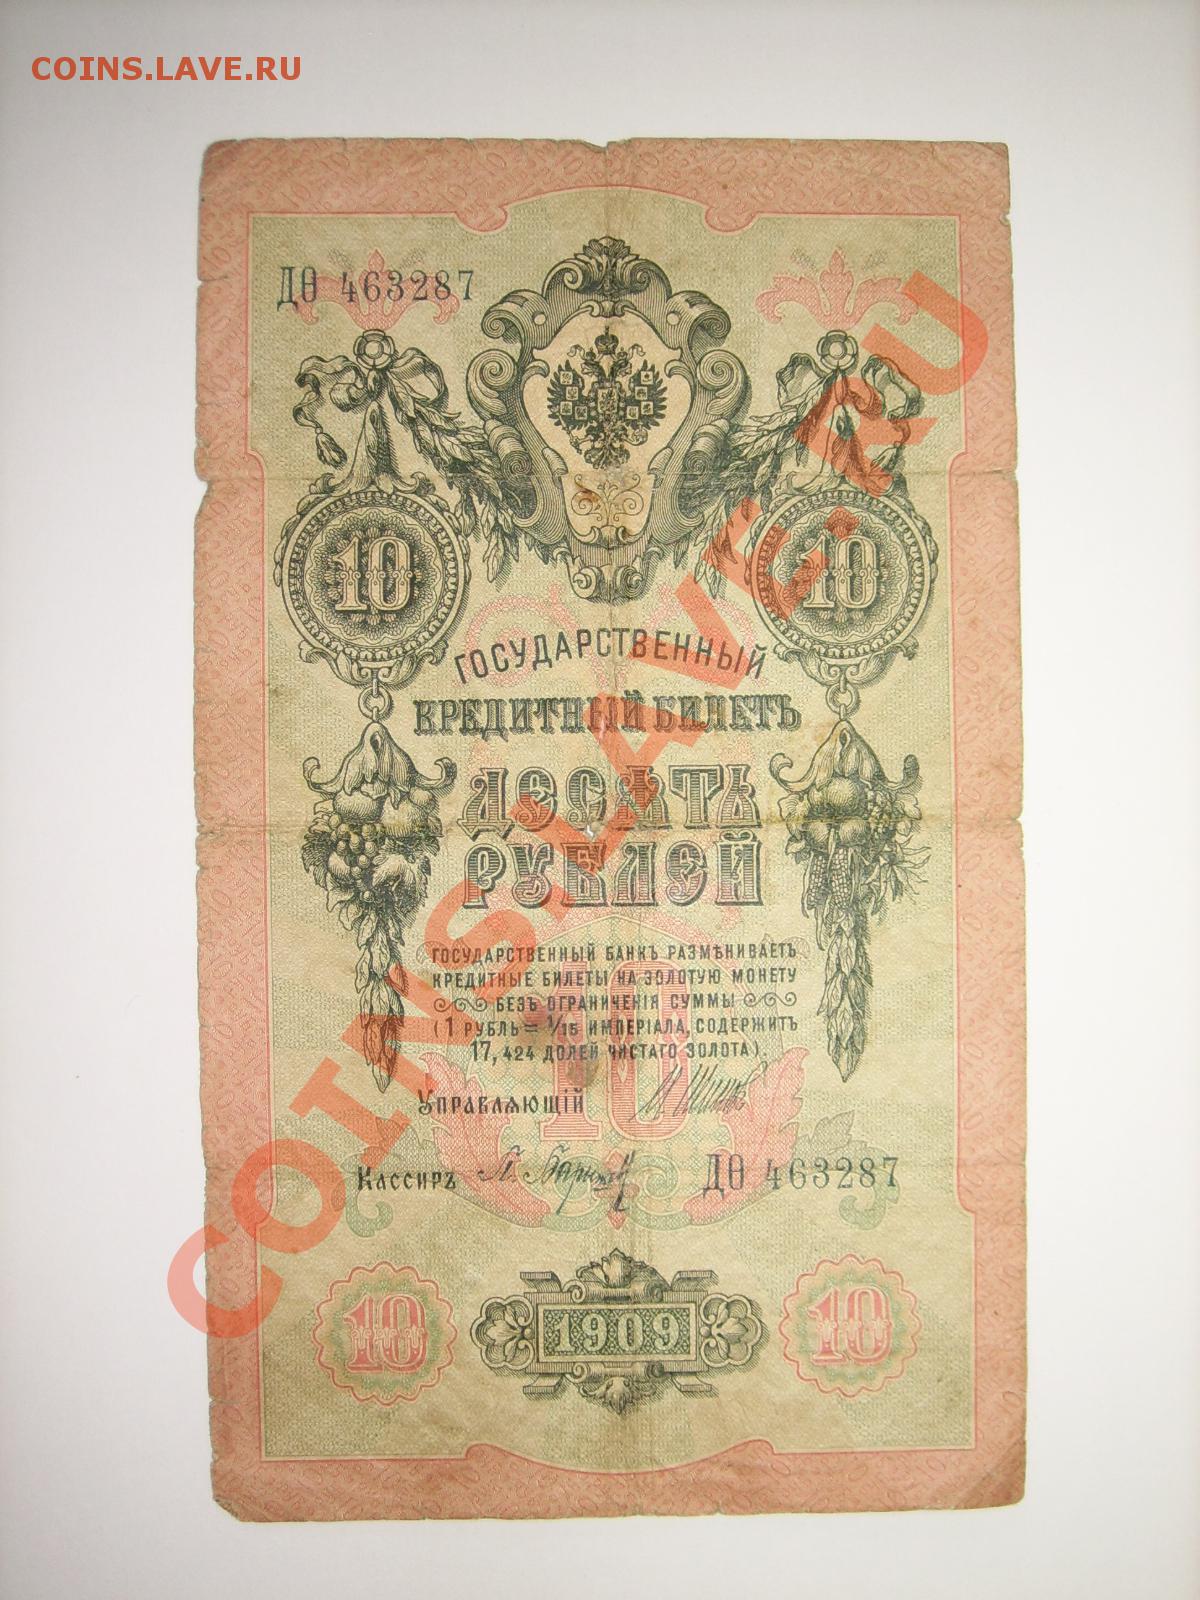 COINS.LAVE.RU
ДѲ 463287
10 10
ГОСУДАРСТВЕННЫЙ
КРЕДИТНЫЙ БИЛЕТЪ
ДЕСЯТЬ
РУБЛЕЙ
ГОСУДАРСТВЕННЫЙ БАНКЪ РАЗМѢНИВАЕТЪ
КРЕДИТНЫЕ БИЛЕТЫ НА ЗОЛОТУЮ МОНЕТУ
БЕЗЪ ОГРАНИЧЕНІЯ СУММЫ
(1 РУБЛЬ = 1/15 ИМПЕРІАЛА, СОДЕРЖИТЪ
17,424 ДОЛЕЙ ЧИСТАГО ЗОЛОТА).
10
УПРАВЛЯЮЩІЙ
КАССИРЪ
ДѲ 463287
10 1909 10
COINS.LAVE.RU